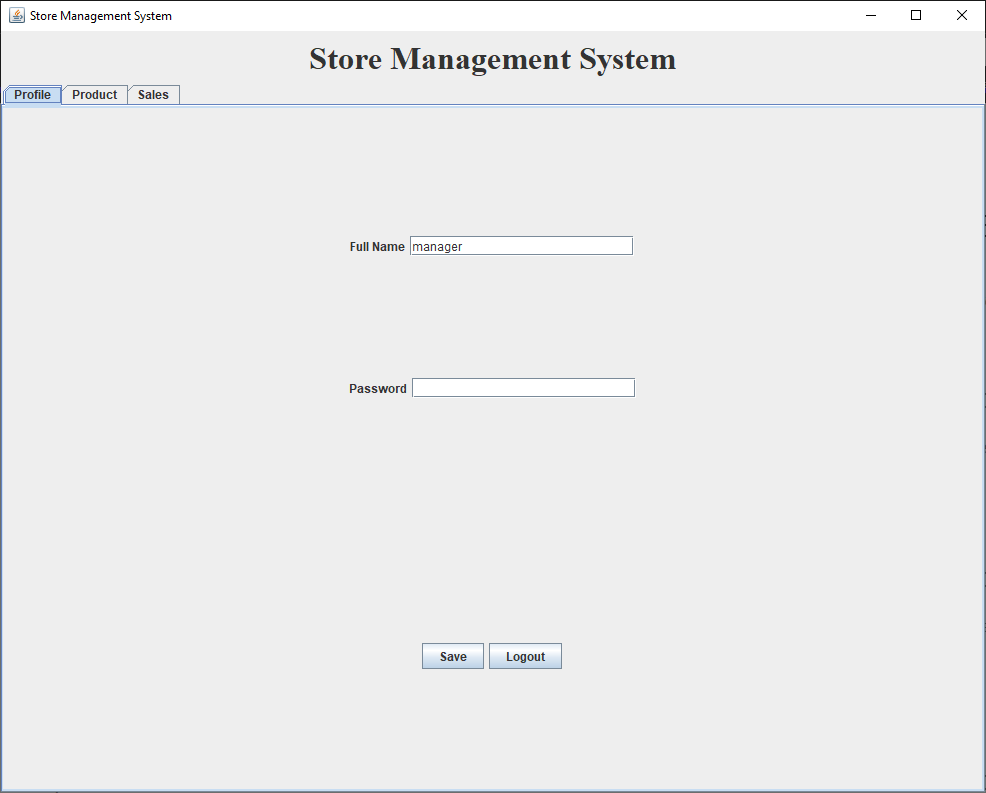 Store Management System
Store Management System
Profile Product Sales
Full Name manager
Password
Save Logout